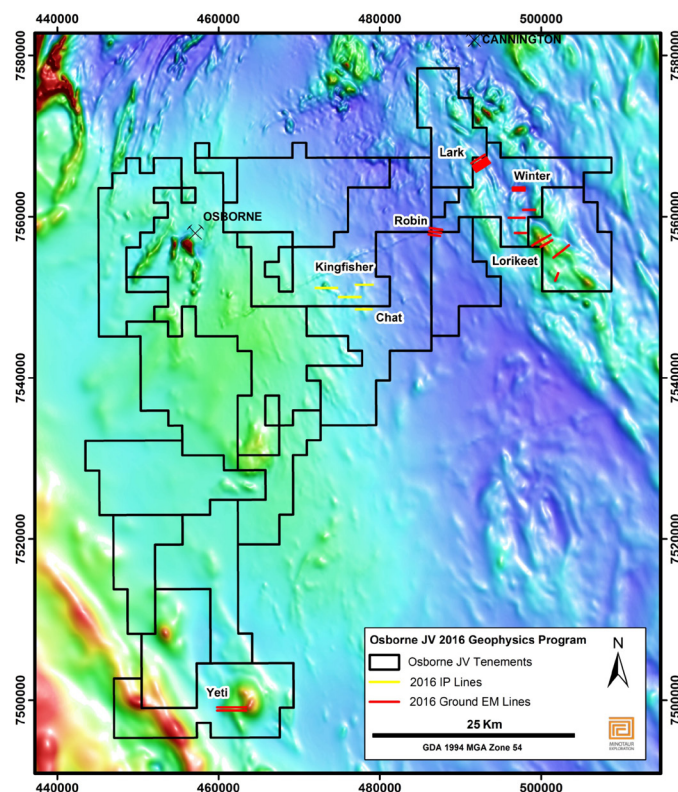 440000
460000
480000
500000
7580000
7580000
CANNINGTON
Lark
Winter
7560000
7560000
OSBORNE
Robin
Kingfisher
Lorikeet
Chat
7540000
7540000
7520000
7520000
Osborne JV 2016 Geophysics Program
Osborne JV Tenements
2016 IP Lines
2016 Ground EM Lines
N
25 Km
GDA 1994 MGA Zone 54
MINOTAUR
EXPLORATION
Yeti
7500000
7500000
440000
460000
480000
500000